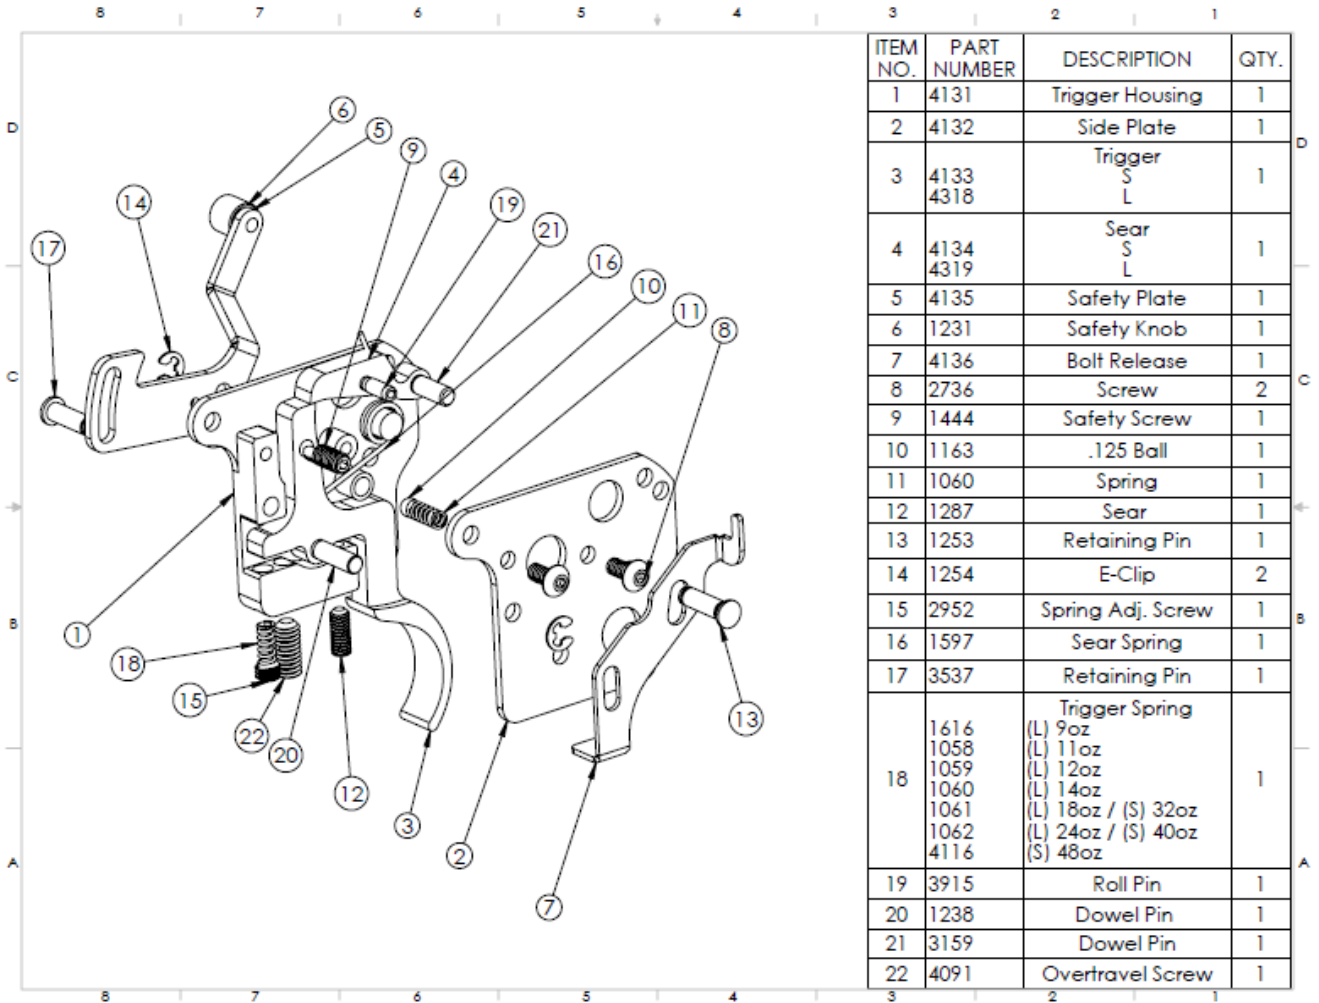 8 7 6 5 4 3 2 1
D
C
B
A
D
C
B
A
6
5
9
4
14
19
21
17
16
10
11
8
1
18
15
22
20
12
3
2
13
7
ITEM NO. PART NUMBER DESCRIPTION QTY.
1 4131 Trigger Housing 1
2 4132 Side Plate 1
3 Trigger 1
4133 S
4318 L
4 Sear 1
4134 S
4319 L
5 4135 Safety Plate 1
6 1231 Safety Knob 1
7 4136 Bolt Release 1
8 2736 Screw 2
9 1444 Safety Screw 1
10 1163 .125 Ball 1
11 1060 Spring 1
12 1287 Sear 1
13 1253 Retaining Pin 1
14 1254 E-Clip 2
15 2952 Spring Adj. Screw 1
16 1597 Sear Spring 1
17 3537 Retaining Pin 1
18 Trigger Spring 1
1616 (L) 9oz
1058 (L) 11oz
1059 (L) 12oz
1060 (L) 14oz
1061 (L) 18oz / (S) 32oz
1062 (L) 24oz / (S) 40oz
4116 (S) 48oz
19 3915 Roll Pin 1
20 1238 Dowel Pin 1
21 3159 Dowel Pin 1
22 4091 Overtravel Screw 1
8 7 6 5 4 3 2 1